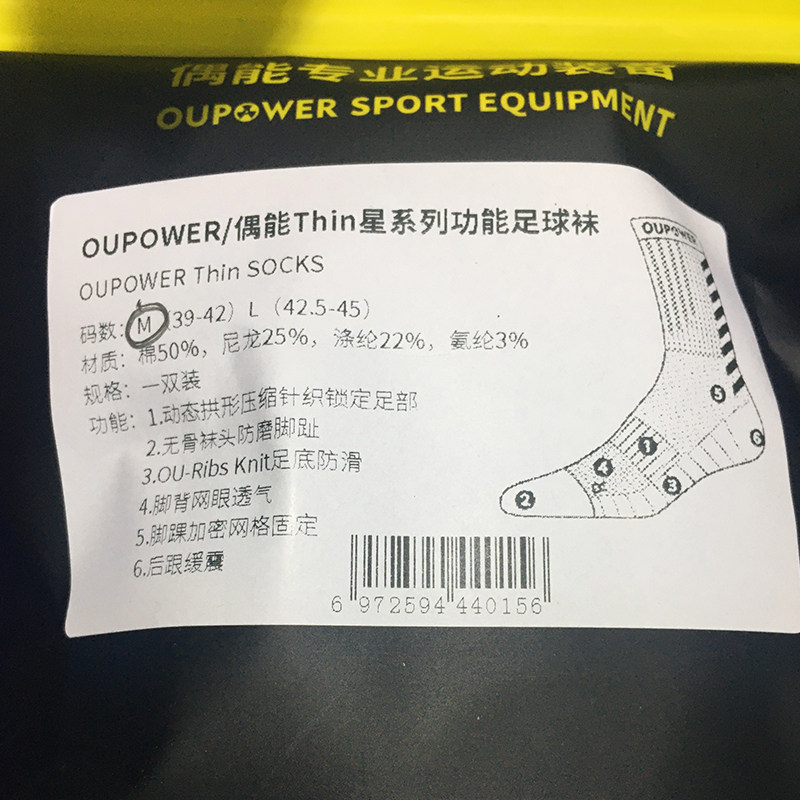 偶能专业运动装备
OUPOWER SPORT EQUIPMENT
OUPOWER/偶能Thin星系列功能足球袜
OUPOWER Thin SOCKS
码数：M（39-42）L（42.5-45）
材质：棉50%，尼龙25%，涤纶22%，氨纶3%
规格：一双装
功能：1.动态拱形压缩针织锁定足部
2.无骨袜头防磨脚趾
3.OU-Ribs Knit足底防滑
4.脚背网眼透气
5.脚踝加密网格固定
6.后跟缓震
OUPOWER
5
6
1
4
3
R
2
6 972594 440156